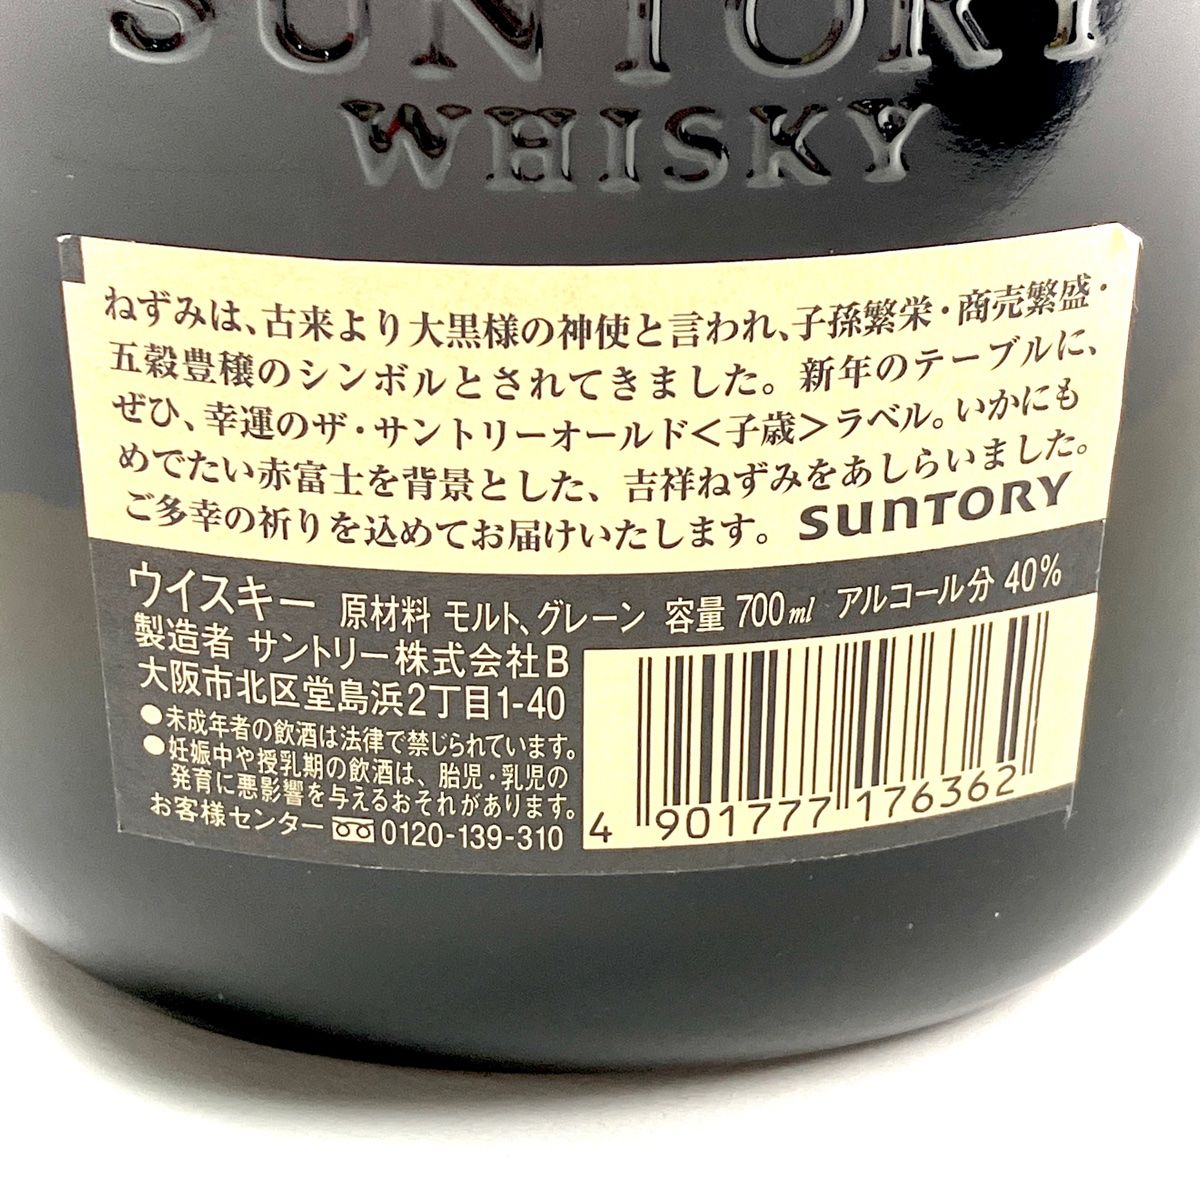 SUNTORY
WHISKY
ねずみは、古来より大黒様の神使と言われ、子孫繁栄・商売繁盛・
五穀豊穣のシンボルとされてきました。新年のテーブルに、
ぜひ、幸運のザ・サントリーオールド＜子歳＞ラベル。いかにも
めでたい赤富士を背景とした、吉祥ねずみをあしらいました。
ご多幸の祈りを込めてお届けいたします。 SUNTORY
ウイスキー 原材料 モルト、グレーン 容量 700ml アルコール分 40%
製造者 サントリー株式会社B
大阪市北区堂島浜2丁目1-40
●未成年者の飲酒は法律で禁じられています。
●妊娠中や授乳期の飲酒は、胎児・乳児の
発育に悪影響を与えるおそれがあります。
お客様センター 0120-139-310
4 901777 176362